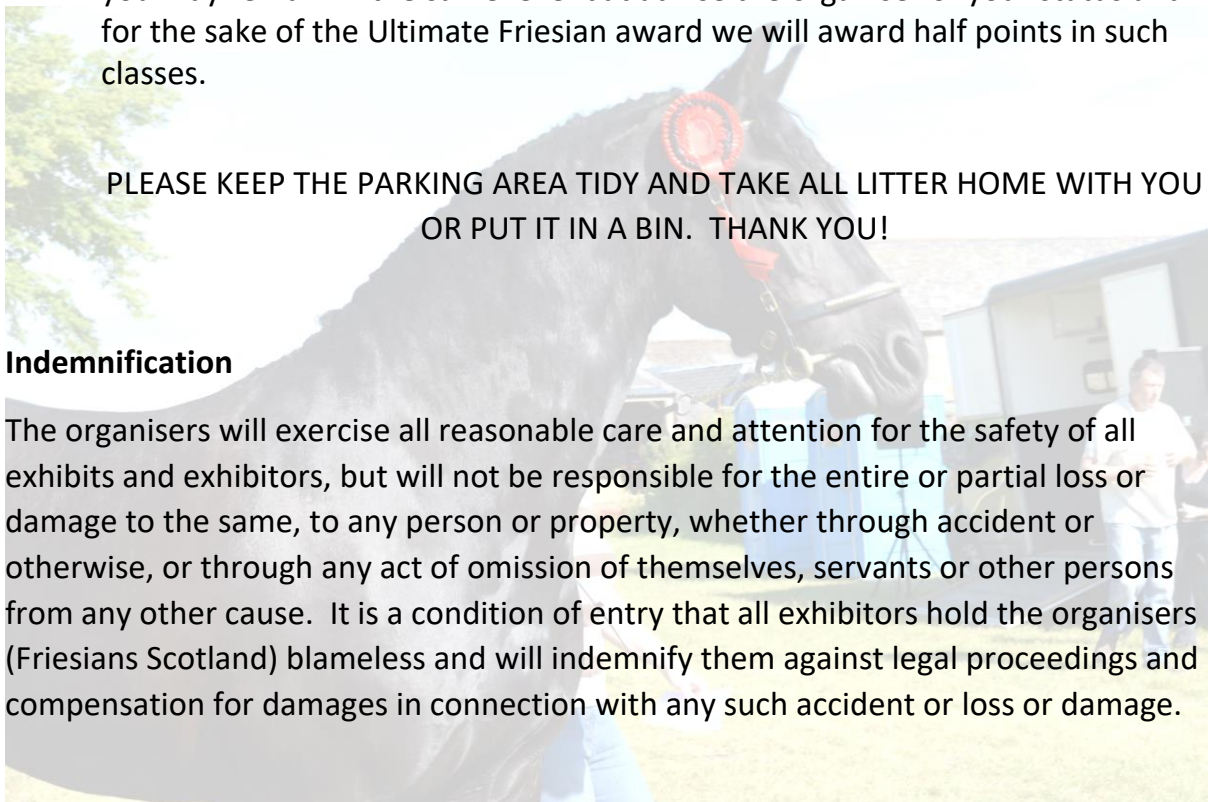 for the sake of the Ultimate Friesian award we will award half points in such
classes.
PLEASE KEEP THE PARKING AREA TIDY AND TAKE ALL LITTER HOME WITH YOU
OR PUT IT IN A BIN.  THANK YOU!
Indemnification
The organisers will exercise all reasonable care and attention for the safety of all
exhibits and exhibitors, but will not be responsible for the entire or partial loss or
damage to the same, to any person or property, whether through accident or
otherwise, or through any act of omission of themselves, servants or other persons
from any other cause.  It is a condition of entry that all exhibitors hold the organisers
(Friesians Scotland) blameless and will indemnify them against legal proceedings and
compensation for damages in connection with any such accident or loss or damage.